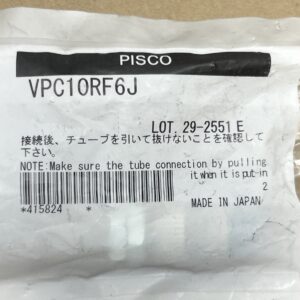 PISCO
VPC10RF6J
LOT. 29-2551 E
接続後、チューブを引いて抜けないことを確認して
下さい。
NOTE:Make sure the tube connection by pulling
it when it is put-in
2
*415824 *
MADE IN JAPAN